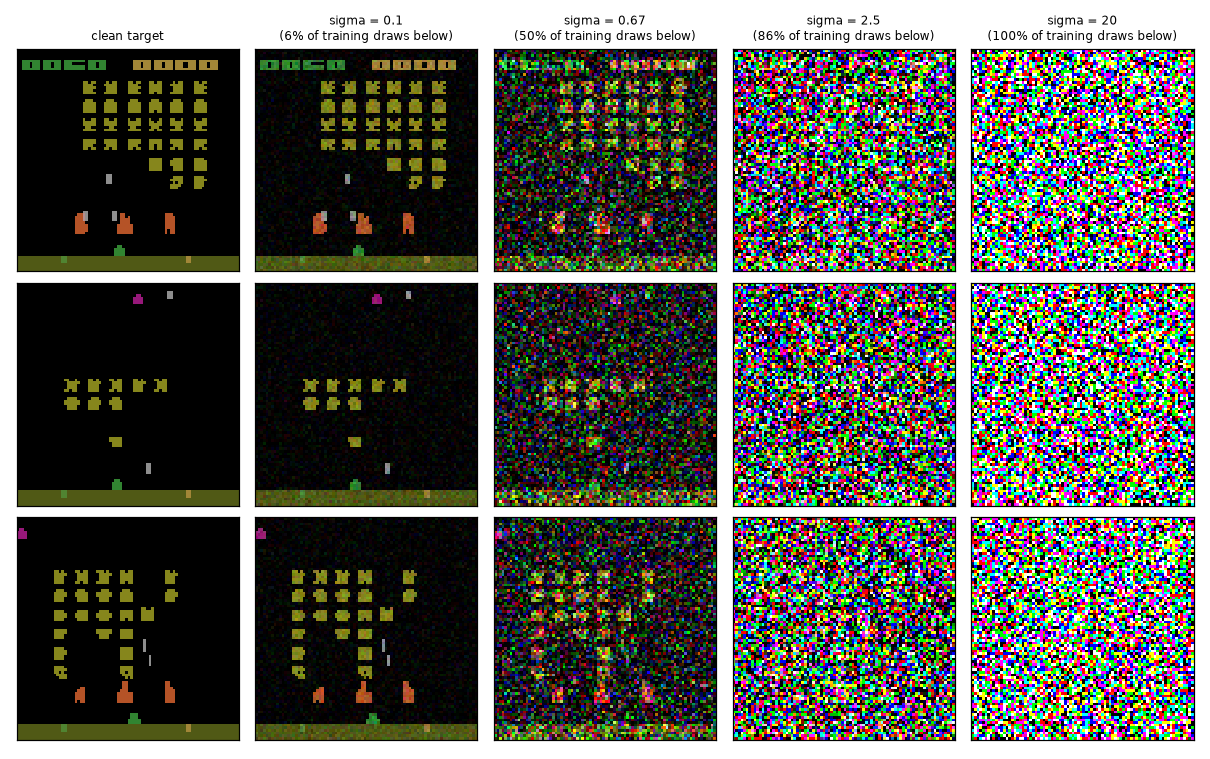 clean target
sigma = 0.1
(6% of training draws below)
sigma = 0.67
(50% of training draws below)
sigma = 2.5
(86% of training draws below)
sigma = 20
(100% of training draws below)